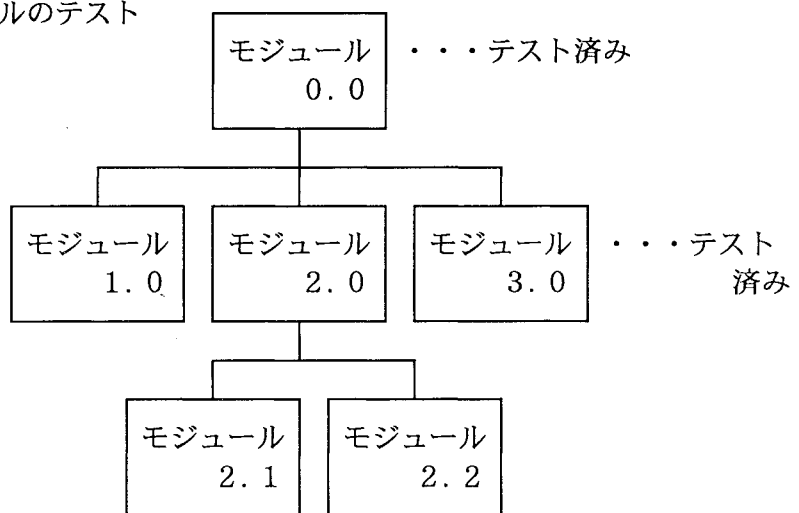 ルのテスト
モジュール
0.0
・・・テスト済み
モジュール
1.0
モジュール
2.0
モジュール
3.0
・・・テスト
済み
モジュール
2.1
モジュール
2.2